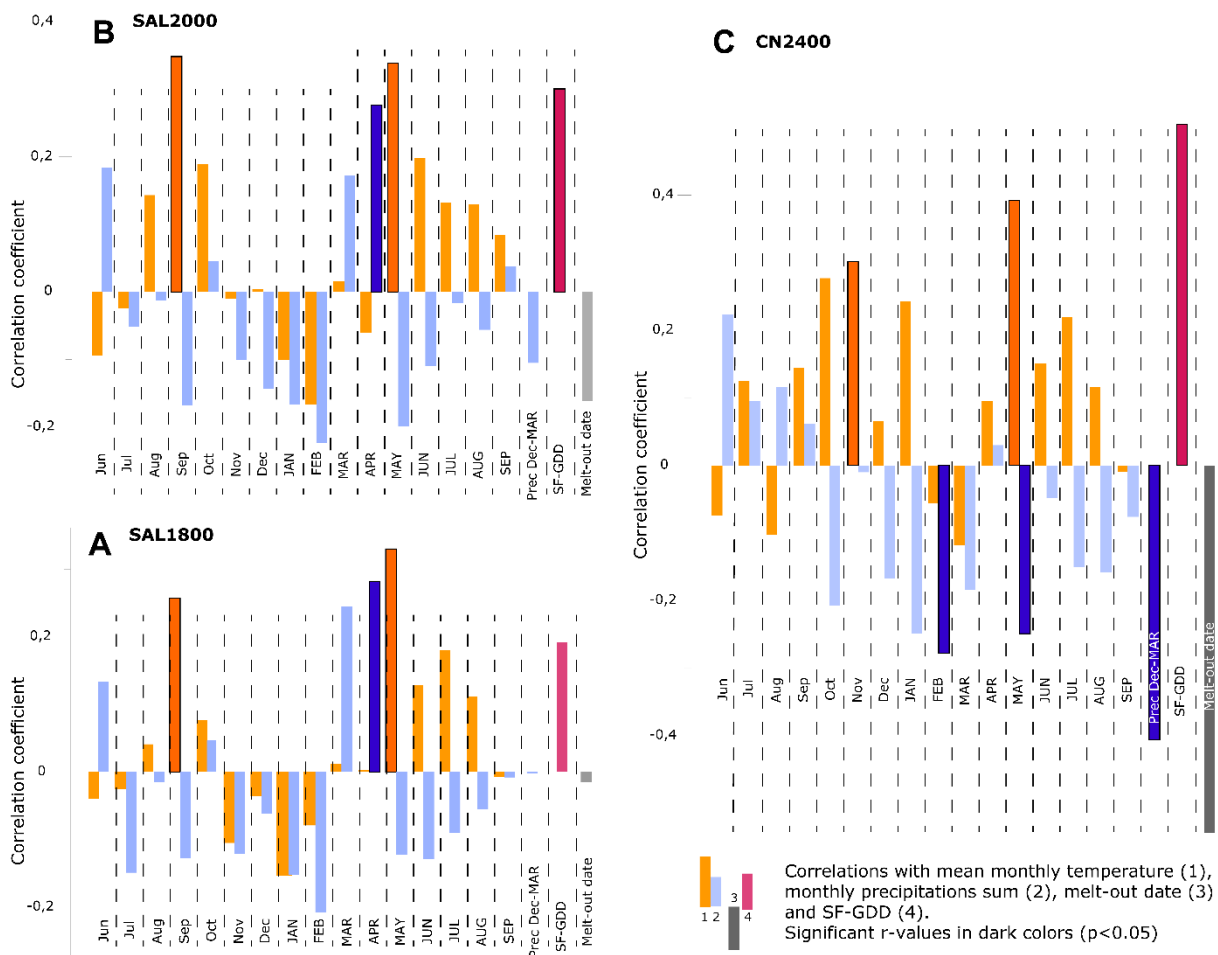 0,4
B SAL2000
0,2
0
-0,2
Correlation coefficient
Jun
Jul
Aug
Sep
Oct
Nov
Dec
JAN
FEB
MAR
APR
MAY
JUN
JUL
AUG
SEP
Prec Dec-MAR
SF-GDD
Melt-out date
A SAL1800
0,2
0
-0,2
Correlation coefficient
Jun
Jul
Aug
Sep
Oct
Nov
Dec
JAN
FEB
MAR
APR
MAY
JUN
JUL
AUG
SEP
Prec Dec-MAR
SF-GDD
Melt-out date
C CN2400
0,4
0,2
0
-0,2
-0,4
Correlation coefficient
Jun
Jul
Aug
Sep
Oct
Nov
Dec
JAN
FEB
MAR
APR
MAY
JUN
JUL
AUG
SEP
Prec Dec-MAR
SF-GDD
Melt-out date
1 2 3 4
Correlations with mean monthly temperature (1),
monthly precipitations sum (2), melt-out date (3)
and SF-GDD (4).
Significant r-values in dark colors (p<0.05)